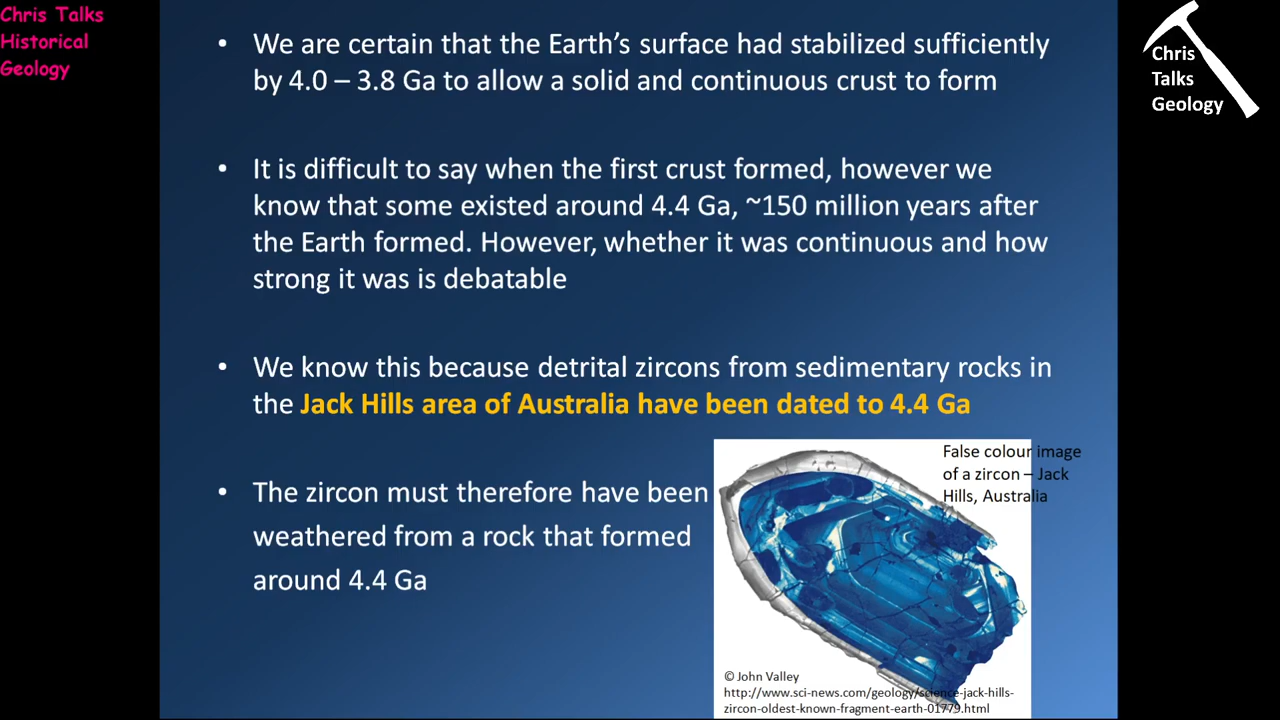 Chris Talks
Historical
Geology
Chris
Talks
Geology
• We are certain that the Earth's surface had stabilized sufficiently
by 4.0 – 3.8 Ga to allow a solid and continuous crust to form
• It is difficult to say when the first crust formed, however we
know that some existed around 4.4 Ga, ~150 million years after
the Earth formed. However, whether it was continuous and how
strong it was is debatable
• We know this because detrital zircons from sedimentary rocks in
the Jack Hills area of Australia have been dated to 4.4 Ga
• The zircon must therefore have been
weathered from a rock that formed
around 4.4 Ga
False colour image
of a zircon – Jack
Hills, Australia
© John Valley
http://www.sci-news.com/geology/science-jack-hills-
zircon-oldest-known-fragment-earth-01779.html